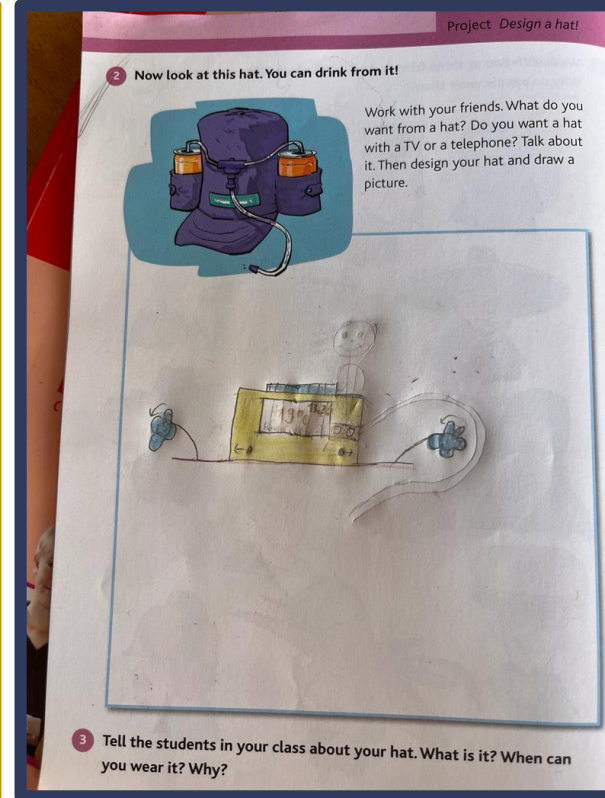 Project Design a hat!
2 Now look at this hat. You can drink from it!
Work with your friends. What do you
want from a hat? Do you want a hat
with a TV or a telephone? Talk about
it. Then design your hat and draw a
picture.
3 Tell the students in your class about your hat. What is it? When can
you wear it? Why?